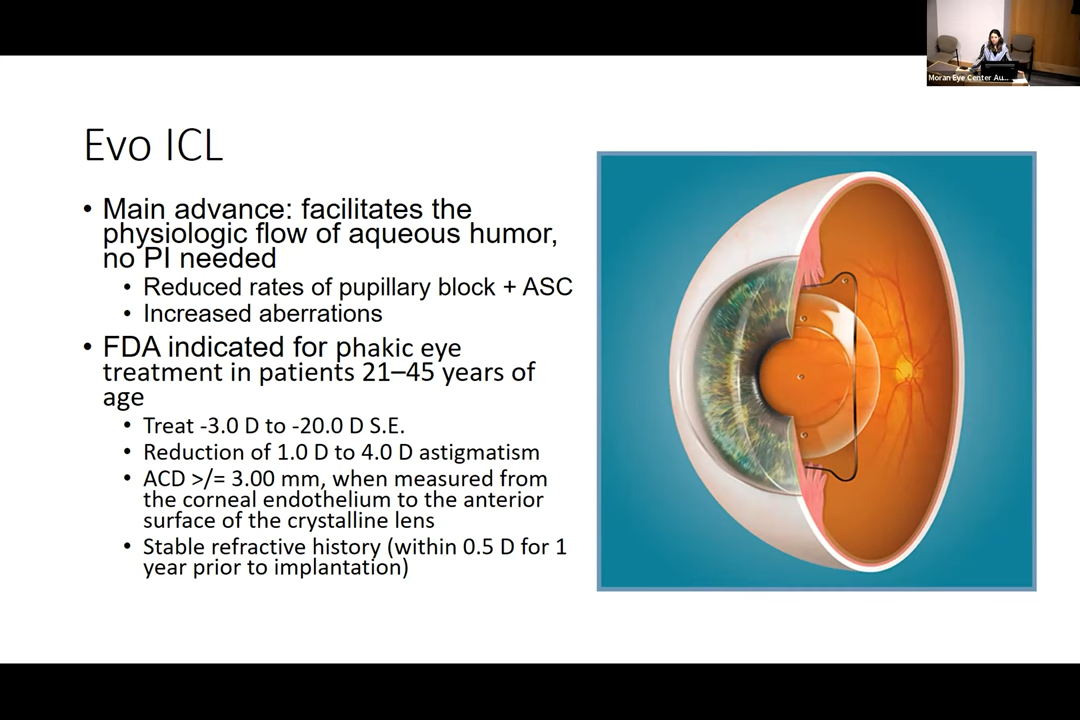 Moran Eye Center Au...
Evo ICL
• Main advance: facilitates the
physiologic flow of aqueous humor,
no PI needed
• Reduced rates of pupillary block + ASC
• Increased aberrations
• FDA indicated for phakic eye
treatment in patients 21–45 years of
age
• Treat -3.0 D to -20.0 D S.E.
• Reduction of 1.0 D to 4.0 D astigmatism
• ACD >/= 3.00 mm, when measured from
the corneal endothelium to the anterior
surface of the crystalline lens
• Stable refractive history (within 0.5 D for 1
year prior to implantation)